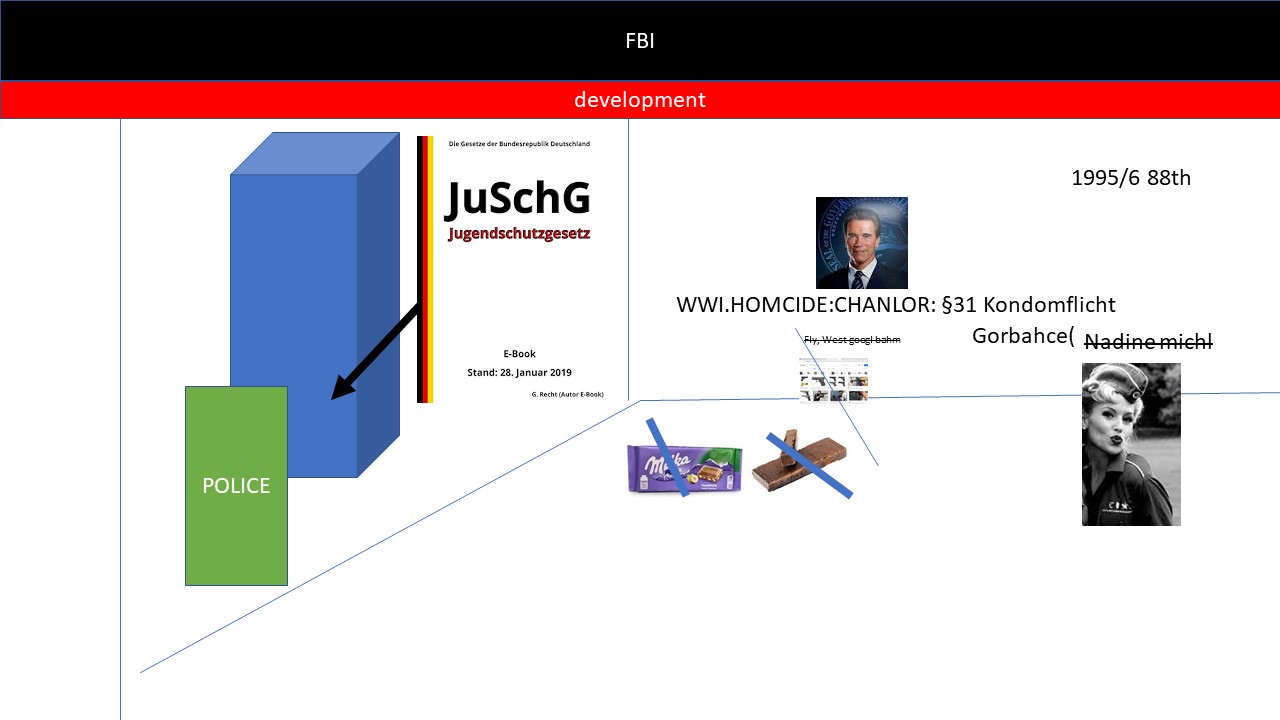 FBI
development
Die Gesetze der Bundesrepublik Deutschland
JuSchG
Jugendschutzgesetz
E-Book
Stand: 28. Januar 2019
G. Recht (Autor E-Book)
POLICE
1995/6 88th
WWI.HOMCIDE:CHANLOR: §31 Kondomflicht
Gorbahce(
Nadine michl
Fly, West googl bahm
Milka